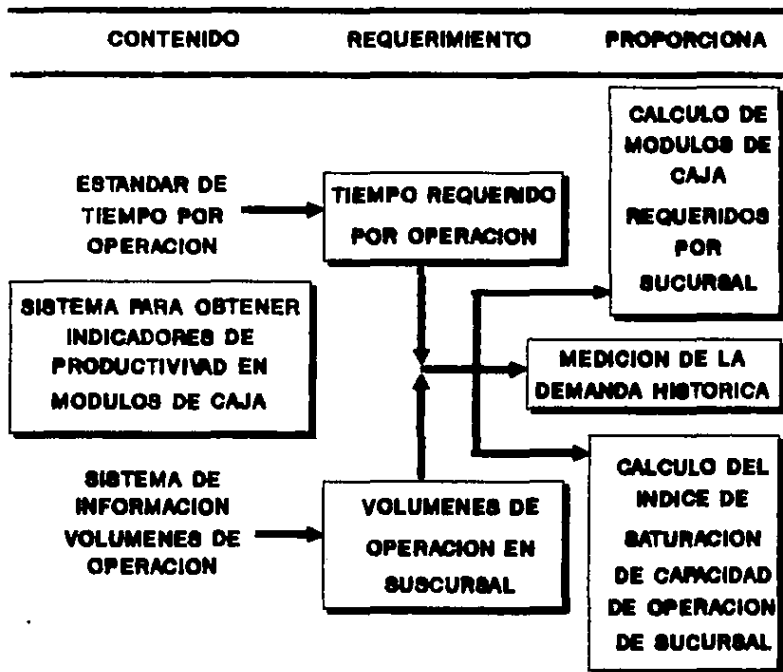 CONTENIDO
REQUERIMIENTO
PROPORCIONA
ESTANDAR DE
TIEMPO POR
OPERACION
TIEMPO REQUERIDO
POR OPERACION
CALCULO DE
MODULOS DE
CAJA
REQUERIDOS
POR
SUCURSAL
SISTEMA PARA OBTENER
INDICADORES DE
PRODUCTIVIVAD EN
MODULOS DE CAJA
MEDICION DE LA
DEMANDA HISTORICA
SISTEMA DE
INFORMACION
VOLUMENES DE
OPERACION
VOLUMENES DE
OPERACION EN
SUSCURSAL
CALCULO DEL
INDICE DE
SATURACION
DE CAPACIDAD
DE OPERACION
DE SUCURSAL